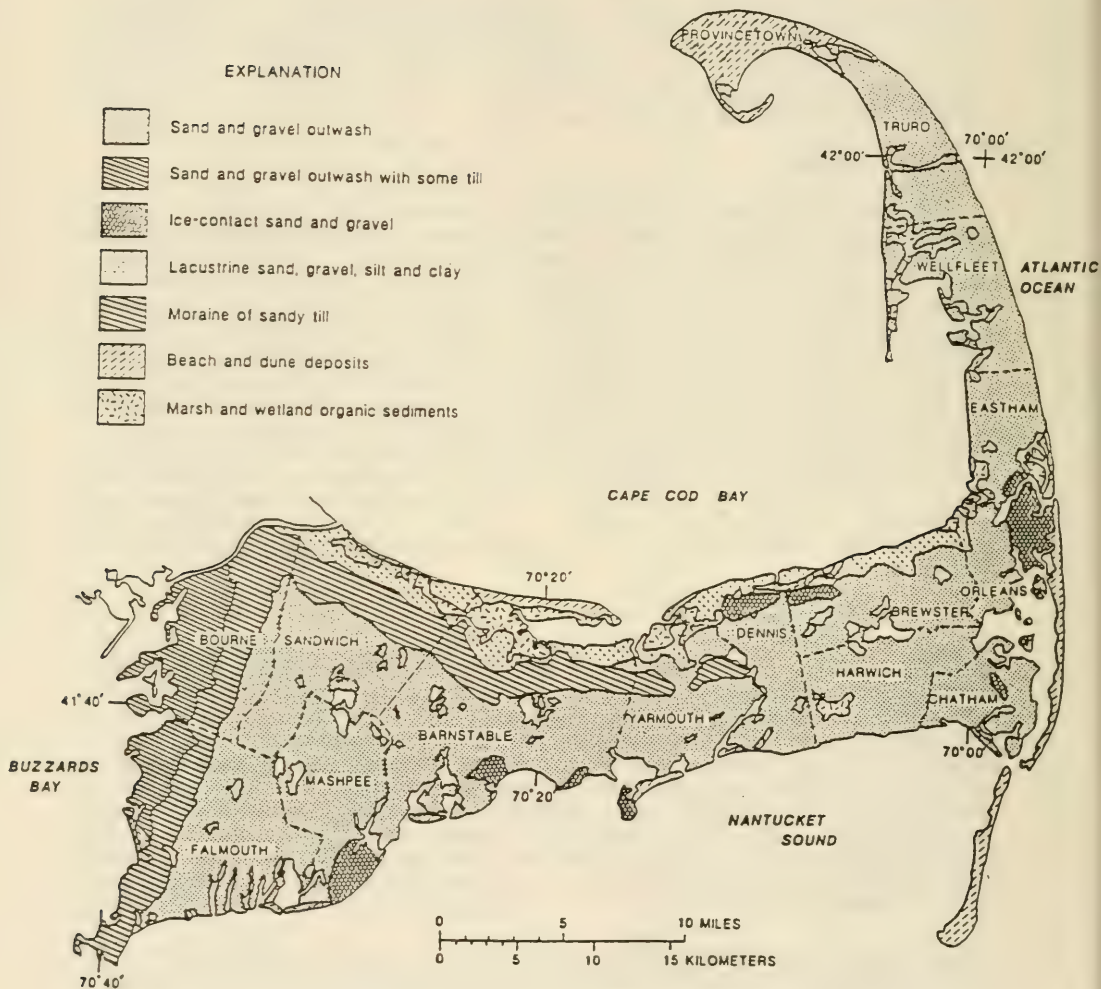 EXPLANATION
Sand and gravel outwash
Sand and gravel outwash with some till
Ice-contact sand and gravel
Lacustrine sand, gravel, silt and clay
Moraine of sandy till
Beach and dune deposits
Marsh and wetland organic sediments
PROVINCETOWN
TRURO
70°00'
42°00'
42°00'
WELLFLEET
ATLANTIC
OCEAN
EASTHAM
CAPE COD BAY
70°20'
ORLEANS
BREWSTER
DENNIS
BOURNE
SANDWICH
HARWICH
CHATHAM
41°40'
YARMOUTH
BARNSTABLE
70°00'
BUZZARDS
BAY
MASHPEE
70°20'
NANTUCKET
SOUND
FALMOUTH
0 5 10 MILES
0 5 10 15 KILOMETERS
70°40'